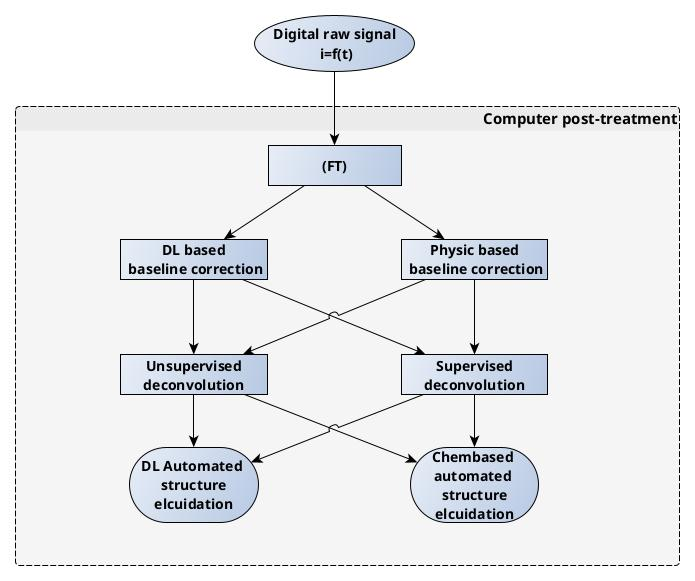 Digital raw signal
i=f(t)
Computer post-treatment
(FT)
DL based
baseline correction
Physic based
baseline correction
Unsupervised
deconvolution
Supervised
deconvolution
DL Automated
structure
elcuidation
Chembased
automated
structure
elcuidation